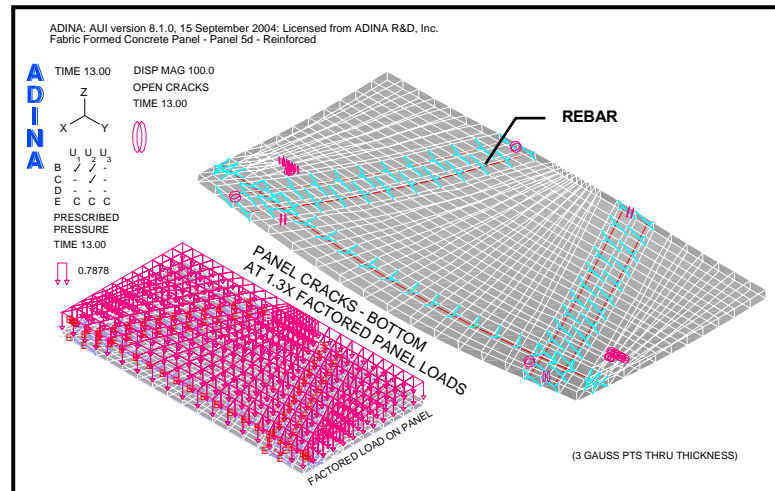 ADINA: AUI version 8.1.0, 15 September 2004: Licensed from ADINA R&D, Inc.
Fabric Formed Concrete Panel - Panel 5d - Reinforced
ADINA
TIME 13.00
Z
X Y
DISP MAG 100.0
OPEN CRACKS
TIME 13.00
U1 U2 U3
B ✓ ✓ -
C - ✓ -
D - - -
E C C C
PRESCRIBED
PRESSURE
TIME 13.00
0.7878
REBAR
PANEL CRACKS - BOTTOM
AT 1.3X FACTORED PANEL LOADS
FACTORED LOAD ON PANEL
(3 GAUSS PTS THRU THICKNESS)